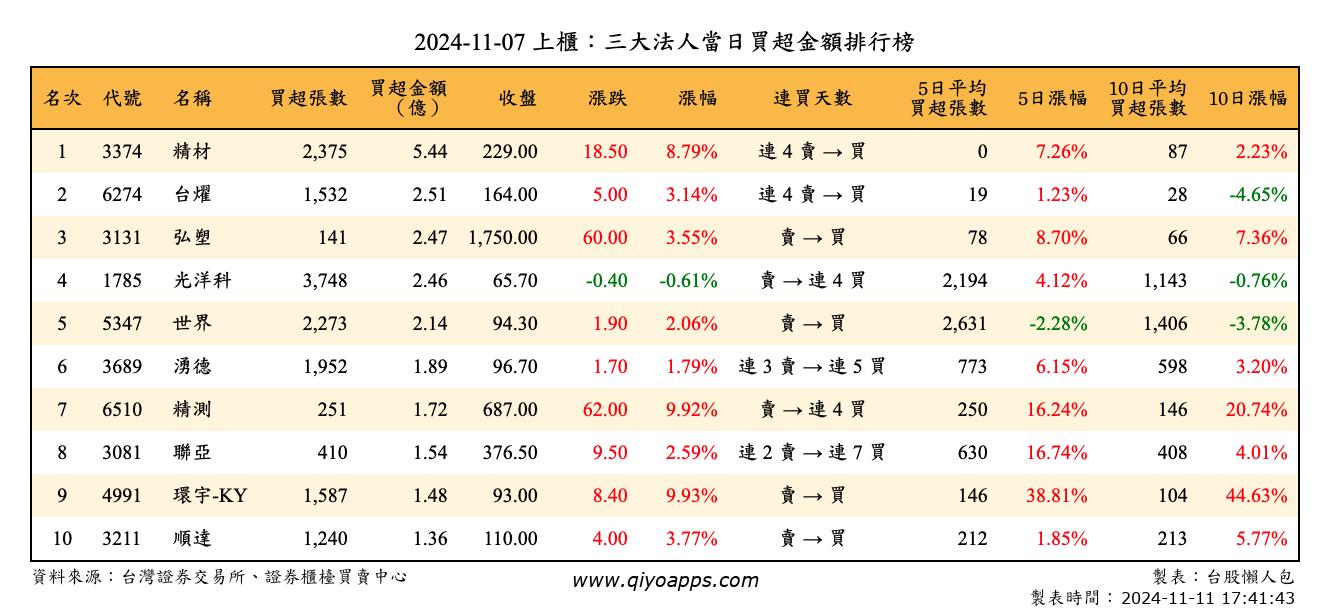 2024-11-07 上櫃：三大法人當日買超金額排行榜
名次 代號 名稱 買超張數 買超金額（億） 收盤 漲跌 漲幅 連買天數 5日平均買超張數 5日漲幅 10日平均買超張數 10日漲幅
1 3374 精材 2,375 5.44 229.00 18.50 8.79% 連 4 賣 → 買 0 7.26% 87 2.23%
2 6274 台燿 1,532 2.51 164.00 5.00 3.14% 連 4 賣 → 買 19 1.23% 28 -4.65%
3 3131 弘塑 141 2.47 1,750.00 60.00 3.55% 賣 → 買 78 8.70% 66 7.36%
4 1785 光洋科 3,748 2.46 65.70 -0.40 -0.61% 賣 → 連 4 買 2,194 4.12% 1,143 -0.76%
5 5347 世界 2,273 2.14 94.30 1.90 2.06% 賣 → 買 2,631 -2.28% 1,406 -3.78%
6 3689 湧德 1,952 1.89 96.70 1.70 1.79% 連 3 賣 → 連 5 買 773 6.15% 598 3.20%
7 6510 精測 251 1.72 687.00 62.00 9.92% 賣 → 連 4 買 250 16.24% 146 20.74%
8 3081 聯亞 410 1.54 376.50 9.50 2.59% 連 2 賣 → 連 7 買 630 16.74% 408 4.01%
9 4991 環宇-KY 1,587 1.48 93.00 8.40 9.93% 賣 → 買 146 38.81% 104 44.63%
10 3211 順達 1,240 1.36 110.00 4.00 3.77% 賣 → 買 212 1.85% 213 5.77%
資料來源：台灣證券交易所、證券櫃檯買賣中心 www.qiyoapps.com 製表：台股懶人包
製表時間：2024-11-11 17:41:43